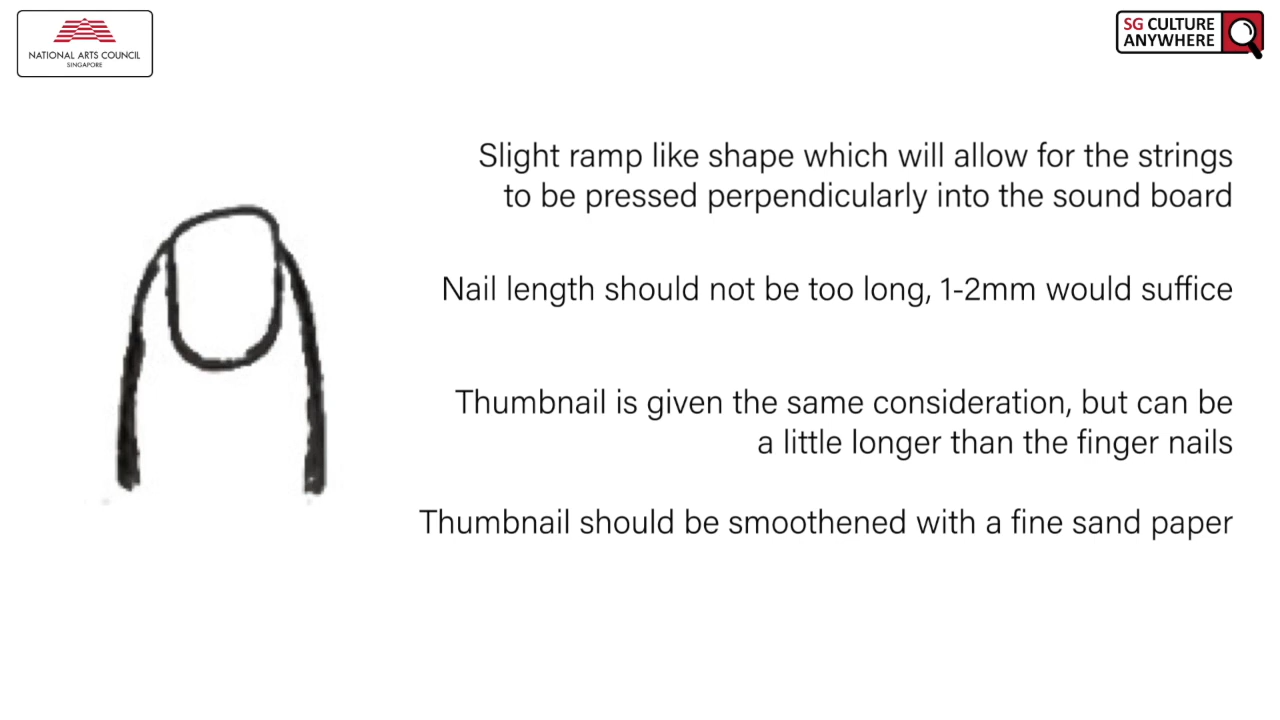 NATIONAL ARTS COUNCIL
SINGAPORE
SG CULTURE
ANYWHERE
Slight ramp like shape which will allow for the strings
to be pressed perpendicularly into the sound board
Nail length should not be too long, 1-2mm would suffice
Thumbnail is given the same consideration, but can be
a little longer than the finger nails
Thumbnail should be smoothened with a fine sand paper